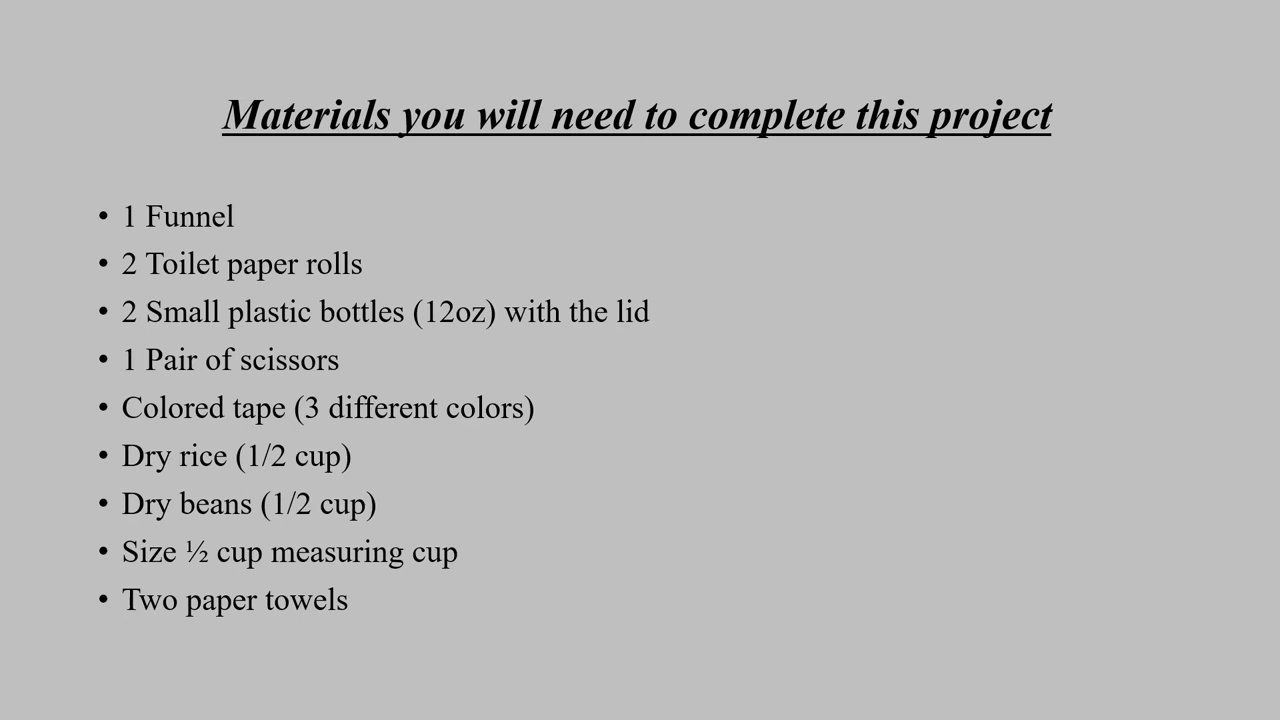 Materials you will need to complete this project
• 1 Funnel
• 2 Toilet paper rolls
• 2 Small plastic bottles (12oz) with the lid
• 1 Pair of scissors
• Colored tape (3 different colors)
• Dry rice (1/2 cup)
• Dry beans (1/2 cup)
• Size ½ cup measuring cup
• Two paper towels